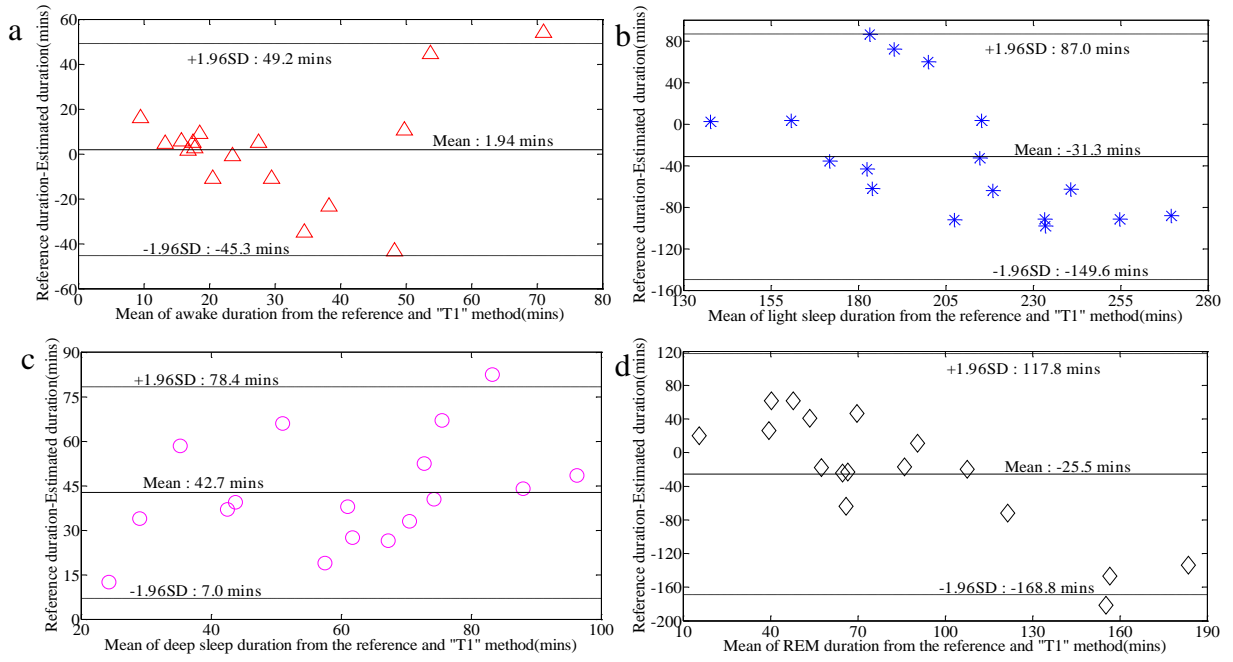 a
Reference duration-Estimated duration(mins)
60
40
20
0
-20
-40
-60
+1.96SD : 49.2 mins
Mean : 1.94 mins
-1.96SD : -45.3 mins
0 10 20 30 40 50 60 70 80
Mean of awake duration from the reference and "T1" method(mins)
b
Reference duration-Estimated duration(mins)
80
40
0
-40
-80
-120
-160
+1.96SD : 87.0 mins
Mean : -31.3 mins
-1.96SD : -149.6 mins
130 155 180 205 230 255 280
Mean of light sleep duration from the reference and "T1" method(mins)
c
Reference duration-Estimated duration(mins)
90
75
60
45
30
15
0
+1.96SD : 78.4 mins
Mean : 42.7 mins
-1.96SD : 7.0 mins
20 40 60 80 100
Mean of deep sleep duration from the reference and "T1" method(mins)
d
Reference duration-Estimated duration(mins)
120
80
40
0
-40
-80
-120
-160
-200
+1.96SD : 117.8 mins
Mean : -25.5 mins
-1.96SD : -168.8 mins
10 40 70 100 130 160 190
Mean of REM duration from the reference and "T1" method(mins)